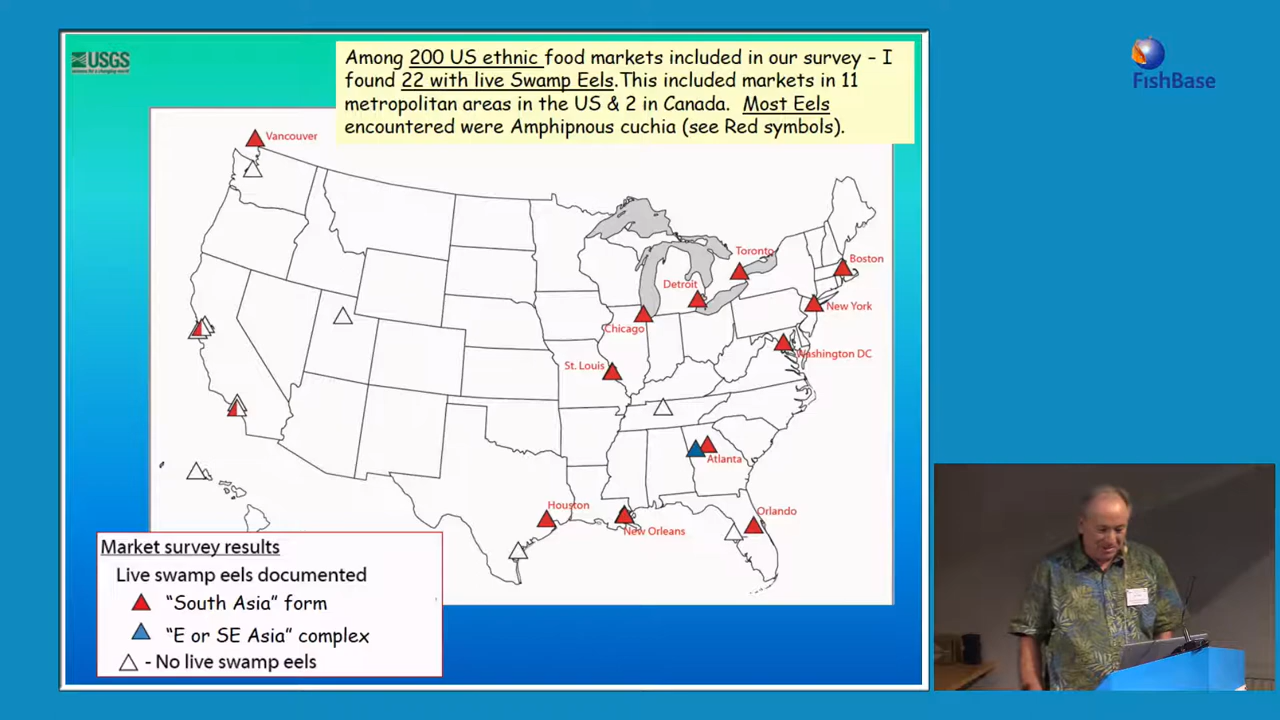 USGS
Among 200 US ethnic food markets included in our survey – I
found 22 with live Swamp Eels.This included markets in 11
metropolitan areas in the US & 2 in Canada. Most Eels
encountered were Amphipnous cuchia (see Red symbols).
FishBase
Vancouver
Toronto
Boston
Detroit
New York
Chicago
Washington DC
St. Louis
Atlanta
Houston
Orlando
New Orleans
Market survey results
Live swamp eels documented
"South Asia" form
"E or SE Asia" complex
- No live swamp eels